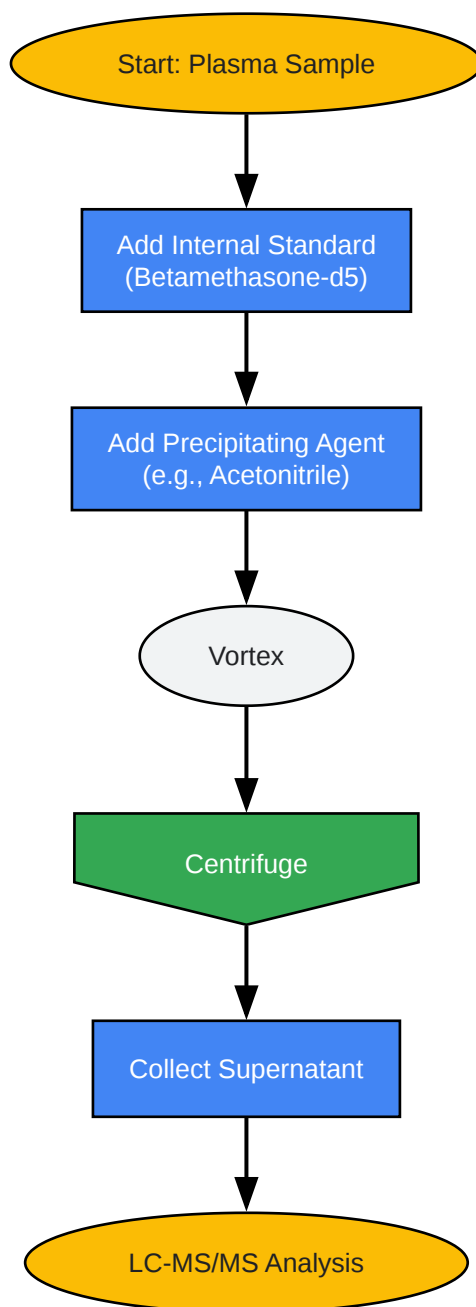 Start: Plasma Sample
Add Internal Standard
(Betamethasone-d5)
Add Precipitating Agent
(e.g., Acetonitrile)
Vortex
Centrifuge
Collect Supernatant
LC-MS/MS Analysis